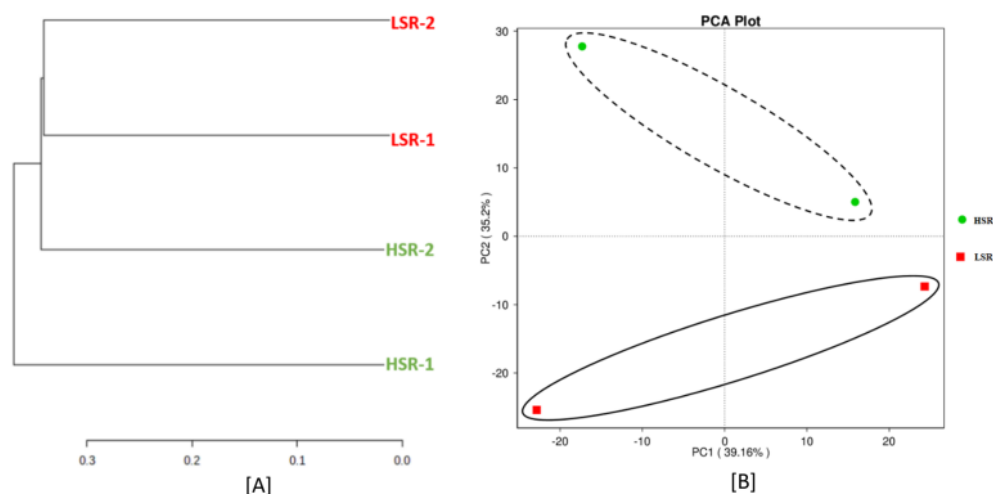 LSR-2
LSR-1
HSR-2
HSR-1
0.3 0.2 0.1 0.0
[A]
PCA Plot
30
20
10
0
-10
-20
PC2 ( 35.2% )
-20 -10 0 10 20
PC1 ( 39.16% )
HSR
LSR
[B]